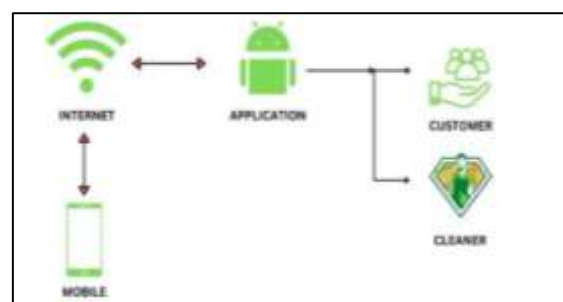 INTERNET
APPLICATION
CUSTOMER
CLEANER
MOBILE